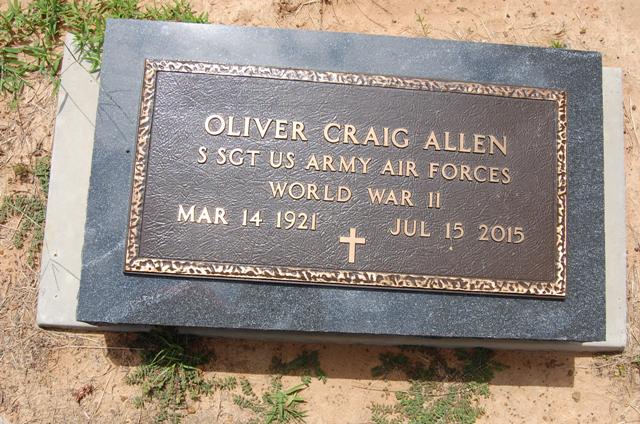 OLIVER CRAIG ALLEN
S SGT US ARMY AIR FORCES
WORLD WAR II
MAR 14 1921 JUL 15 2015